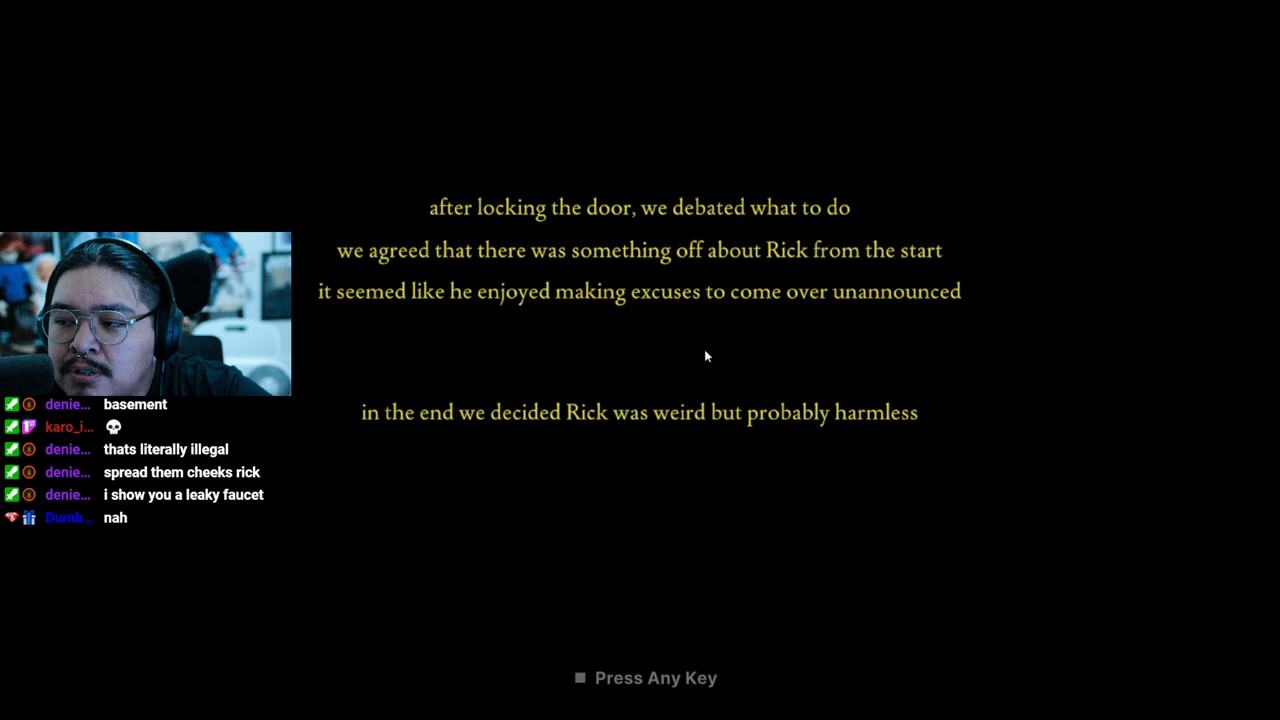 after locking the door, we debated what to do
we agreed that there was something off about Rick from the start
it seemed like he enjoyed making excuses to come over unannounced
in the end we decided Rick was weird but probably harmless
denie... basement
karo_i... 💀
denie... thats literally illegal
denie... spread them cheeks rick
denie... i show you a leaky faucet
Dumb... nah
Press Any Key